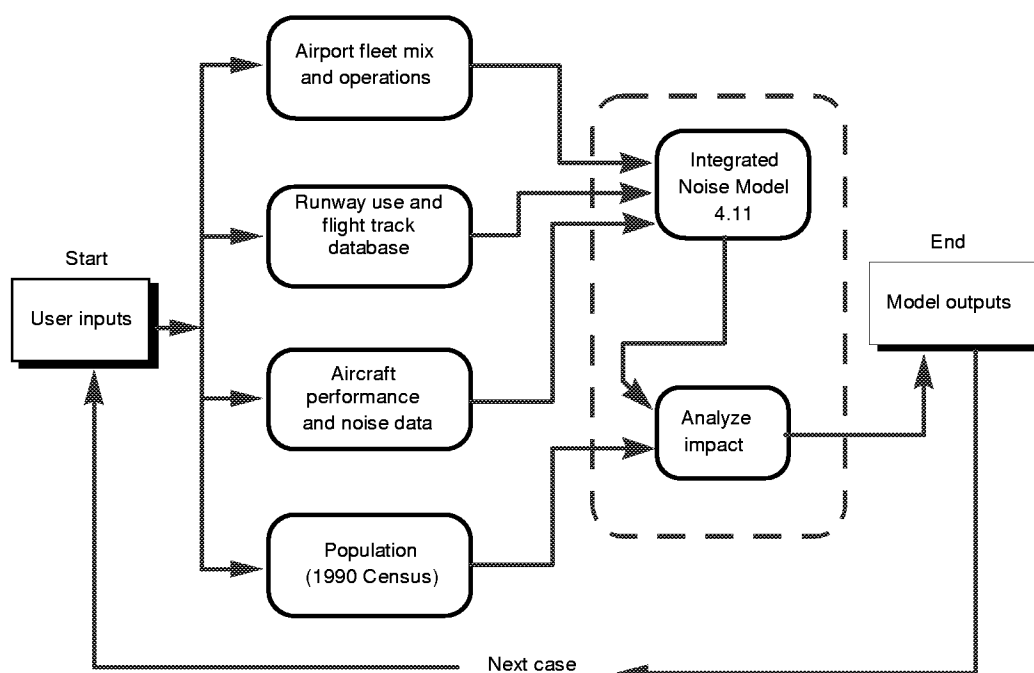 Start
User inputs
Airport fleet mix
and operations
Runway use and
flight track
database
Aircraft
performance
and noise data
Population
(1990 Census)
Integrated
Noise Model
4.11
Analyze
impact
End
Model outputs
Next case